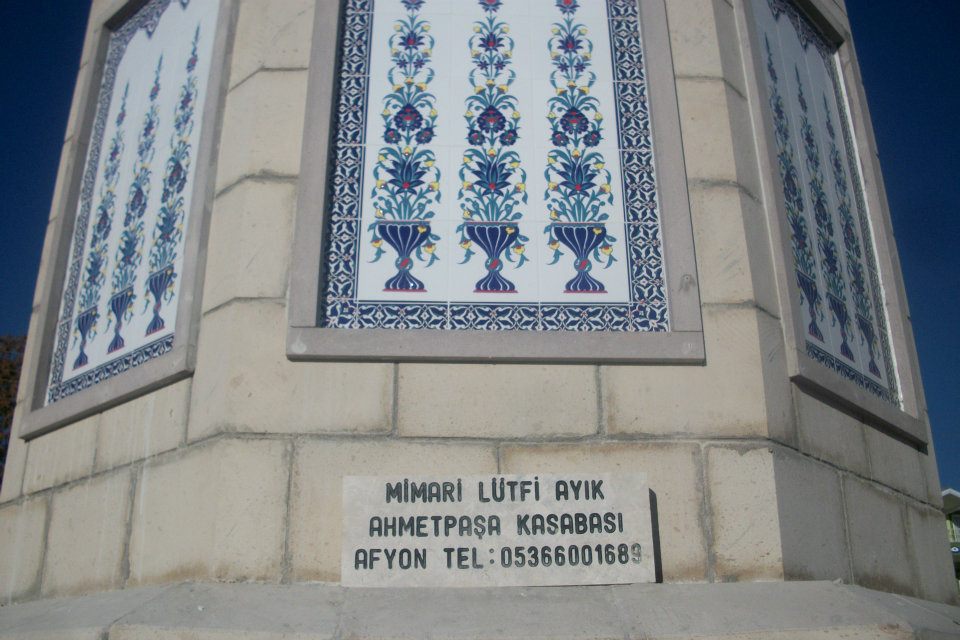 MİMARİ LÜTFİ AYIK
AHMETPAŞA KASABASI
AFYON TEL: 05366001689